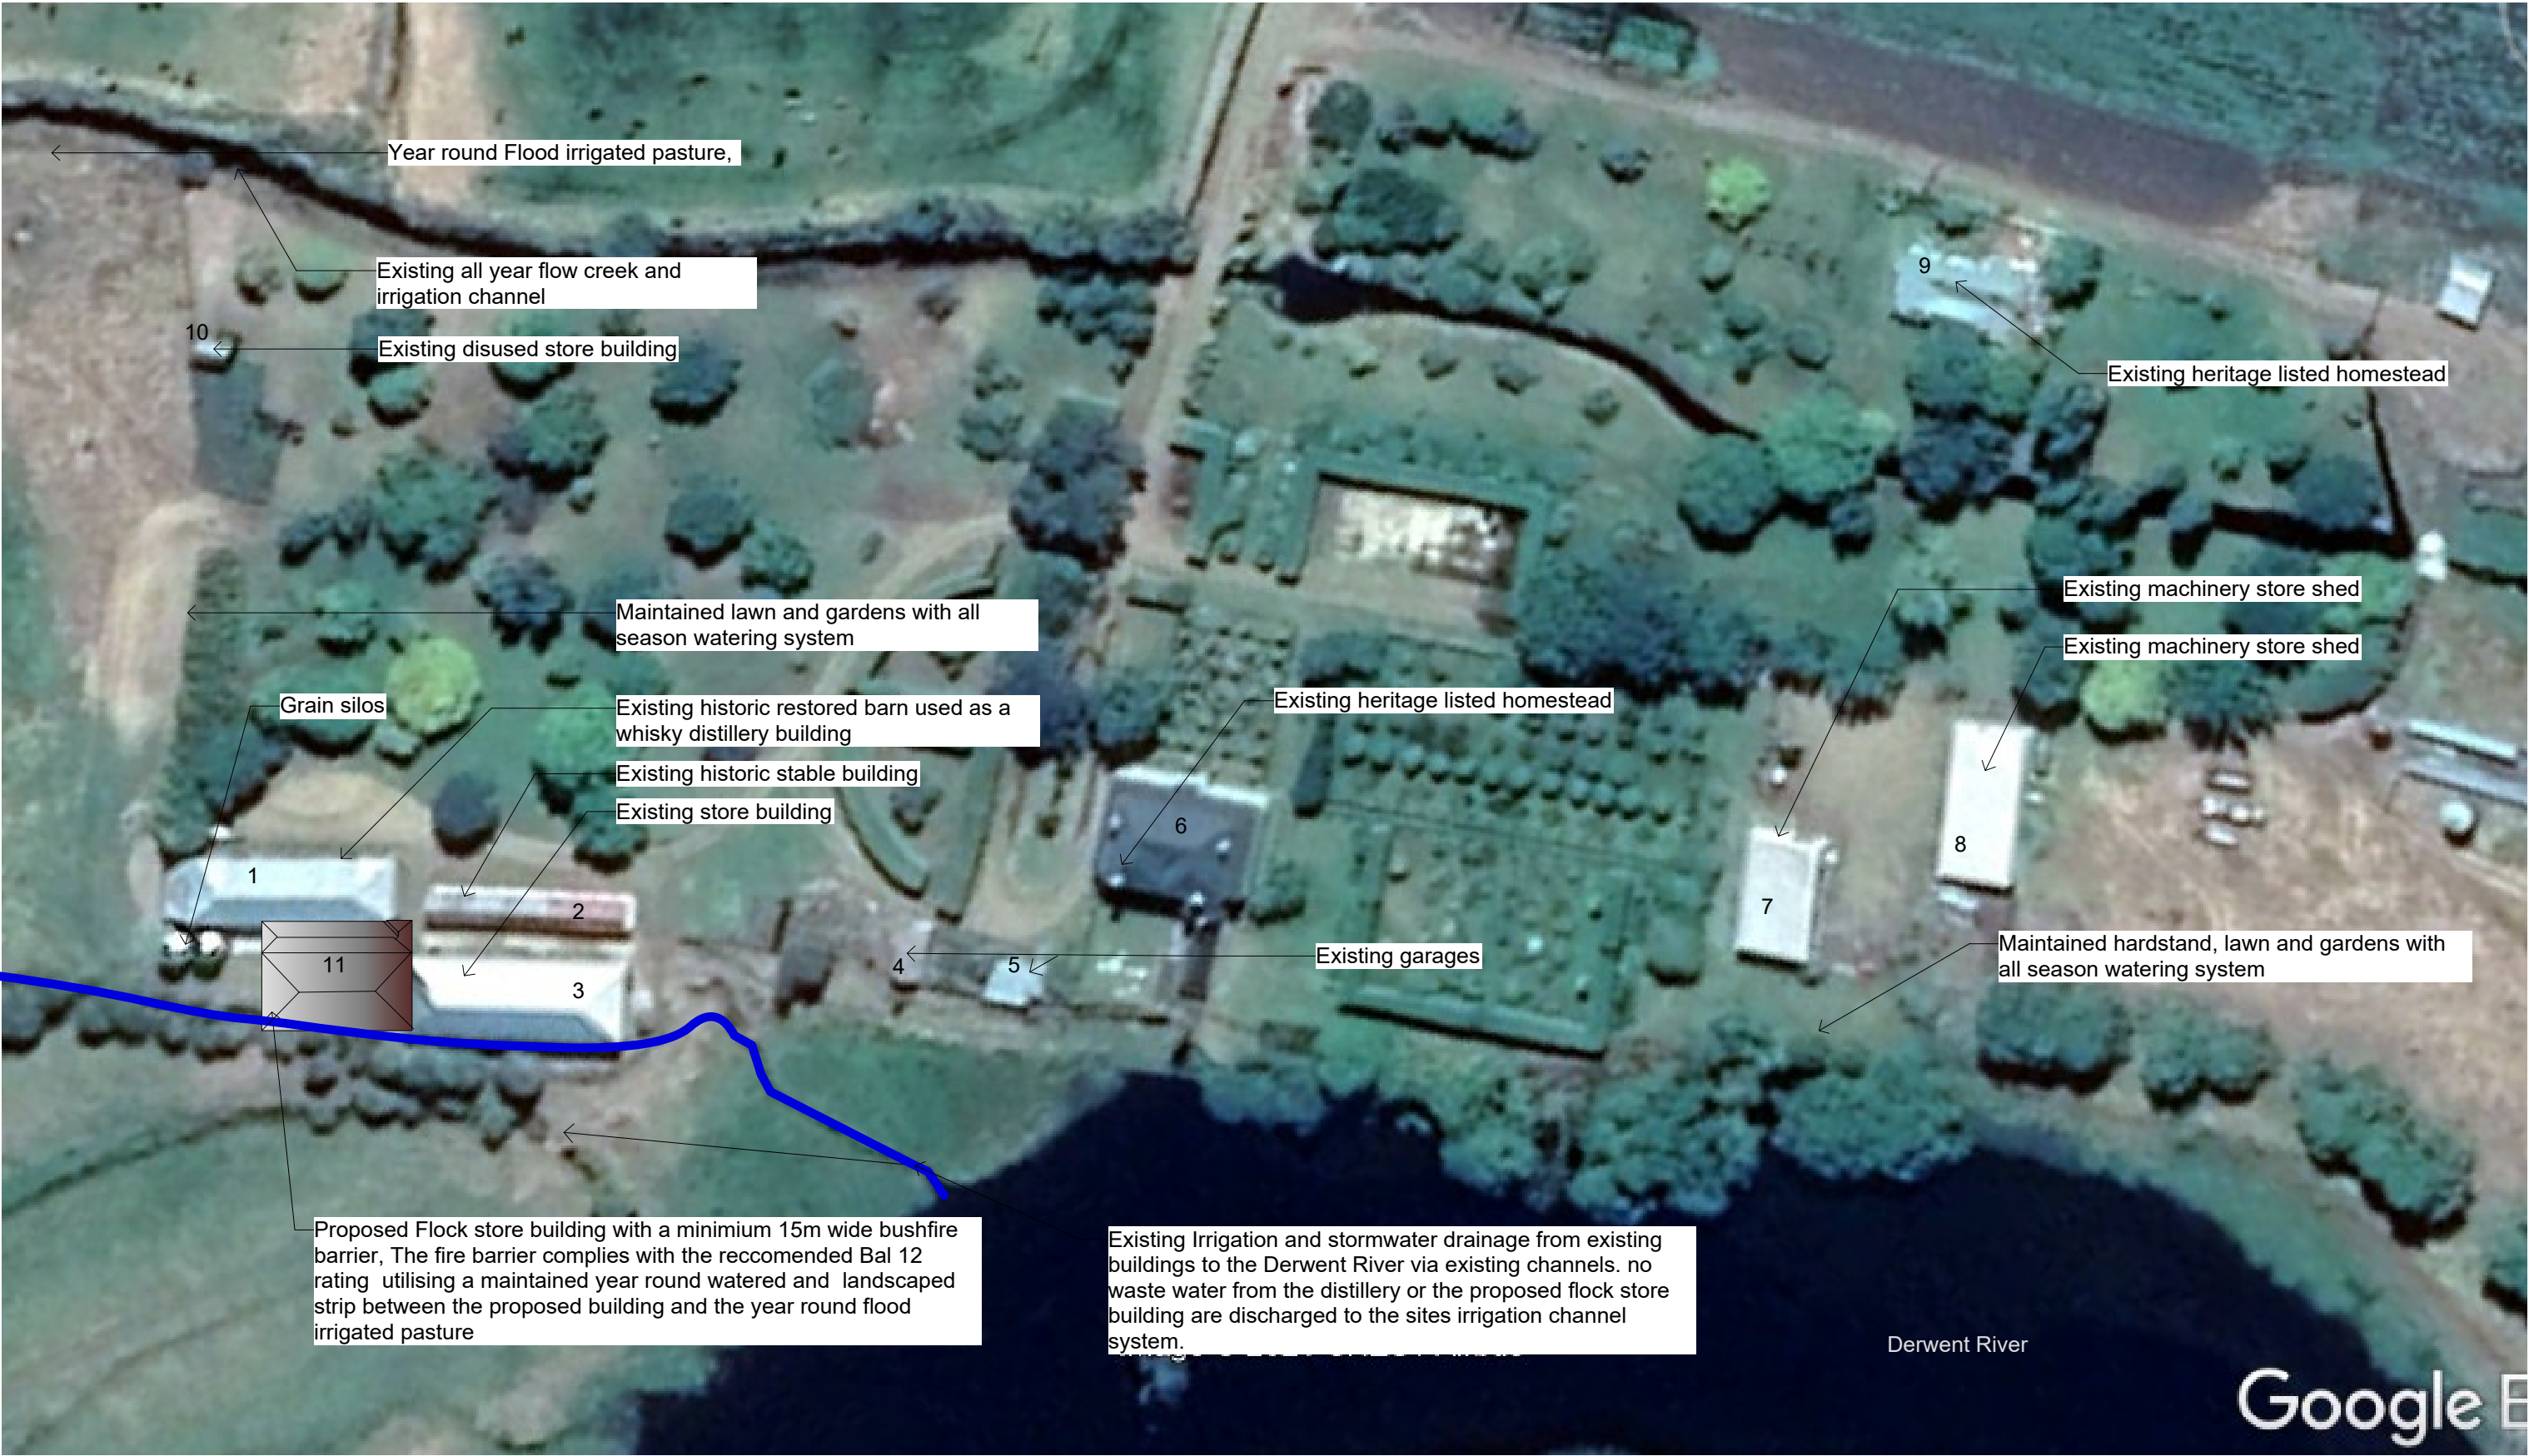 Year round Flood irrigated pasture,
Existing all year flow creek and
irrigation channel
9
10
Existing disused store building
Existing heritage listed homestead
Existing machinery store shed
Maintained lawn and gardens with all
season watering system
Existing machinery store shed
Grain silos
Existing historic restored barn used as a
whisky distillery building
Existing heritage listed homestead
Existing historic stable building
Existing store building
6
8
1
2
7
Maintained hardstand, lawn and gardens with
all season watering system
Existing garages
4
5
11
3
Proposed Flock store building with a minimium 15m wide bushfire
barrier, The fire barrier complies with the reccomended Bal 12
rating utilising a maintained year round watered and landscaped
strip between the proposed building and the year round flood
irrigated pasture
Existing Irrigation and stormwater drainage from existing
buildings to the Derwent River via existing channels. no
waste water from the distillery or the proposed flock store
building are discharged to the sites irrigation channel
system.
Derwent River
Google E